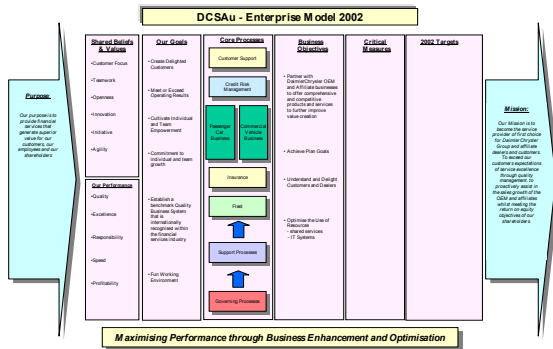 DCSAu - Enterprise Model 2002
Purpose:
Our purpose is to
provide financial
services that
generate superior
value for our
customers, our
employees and our
shareholders
Shared Beliefs
& Values
•Customer Focus
•Teamwork
•Openness
•Innovation
•Initiative
•Agility
Our Performance
•Quality
•Excellence
•Responsibility
•Speed
•Profitability
Our Goals
•Create Delighted
Customers
•Meet or Exceed
Operating Results
•Cultivate Individual
and Team
Empowerment
•Commitment to
individual and team
growth
•Establish a
benchmark Quality
Business System
that is
internationally
recognised within
the financial
services industry
•Fun Working
Environment
Core Processes
Customer Support
Credit Risk
Management
Passenger
Car
Business
Commercial
Vehicle
Business
Insurance
Fleet
Support Processes
Governing Processes
Business
Objectives
• Partner with
DaimlerChrysler OEM
and Affiliate businesses
to offer comprehensive
and competitive
products and services
to further improve
value creation
• Achieve Plan Goals
• Understand and Delight
Customers and Dealers
• Optimise the Use of
Resources
- shared services
- IT Systems
Critical
Measures
2002 Targets
Mission:
Our Mission is to
become the service
provider of first choice
for DaimlerChrysler
Group and affiliate
dealers and customers.
To exceed our
customers expectations
of service excellence
through quality
management, to
proactively assist in
the sales growth of the
OEM and affiliates
whilst meeting the
return on equity
objectives of our
shareholders.
Maximising Performance through Business Enhancement and Optimisation